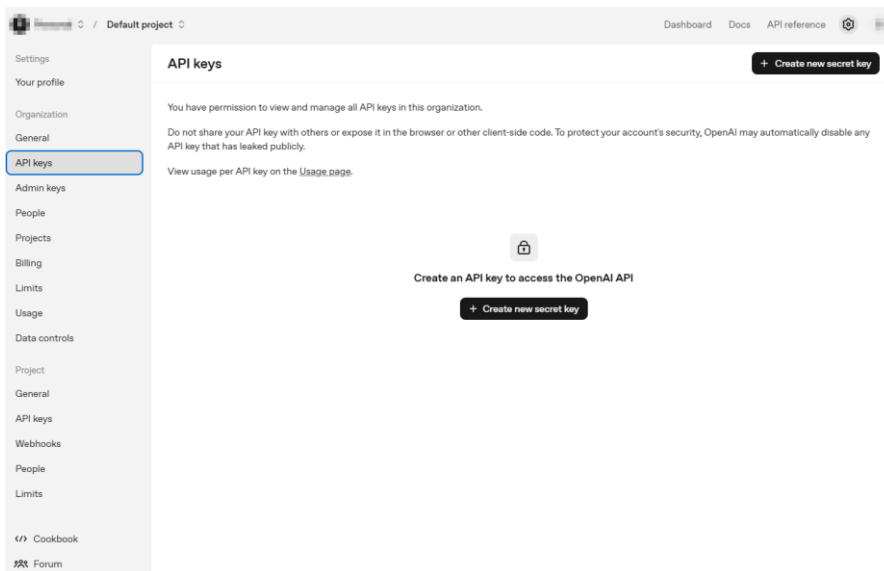 / Default project
Dashboard Docs API reference
Settings
Your profile
Organization
General
API keys
Admin keys
People
Projects
Billing
Limits
Usage
Data controls
Project
General
API keys
Webhooks
People
Limits
Cookbook
Forum
API keys
+ Create new secret key
You have permission to view and manage all API keys in this organization.
Do not share your API key with others or expose it in the browser or other client-side code. To protect your account's security, OpenAI may automatically disable any
API key that has leaked publicly.
View usage per API key on the Usage page.
Create an API key to access the OpenAI API
+ Create new secret key